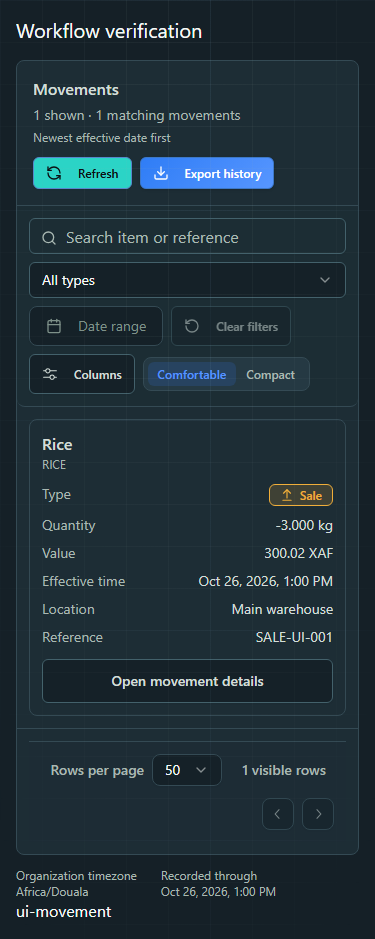 Workflow verification
Movements
1 shown · 1 matching movements
Newest effective date first
Refresh
Export history
Search item or reference
All types
Date range
Clear filters
Columns
Comfortable
Compact
Rice
RICE
Type
Sale
Quantity
-3.000 kg
Value
300.02 XAF
Effective time
Oct 26, 2026, 1:00 PM
Location
Main warehouse
Reference
SALE-UI-001
Open movement details
Rows per page
50
1 visible rows
Organization timezone
Africa/Douala
Recorded through
Oct 26, 2026, 1:00 PM
ui-movement